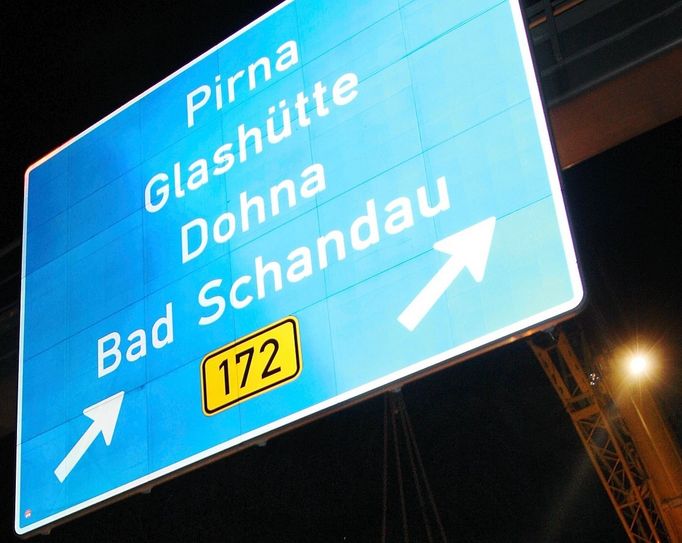 Pirna
Glashütte
Dohna
Bad Schandau
172